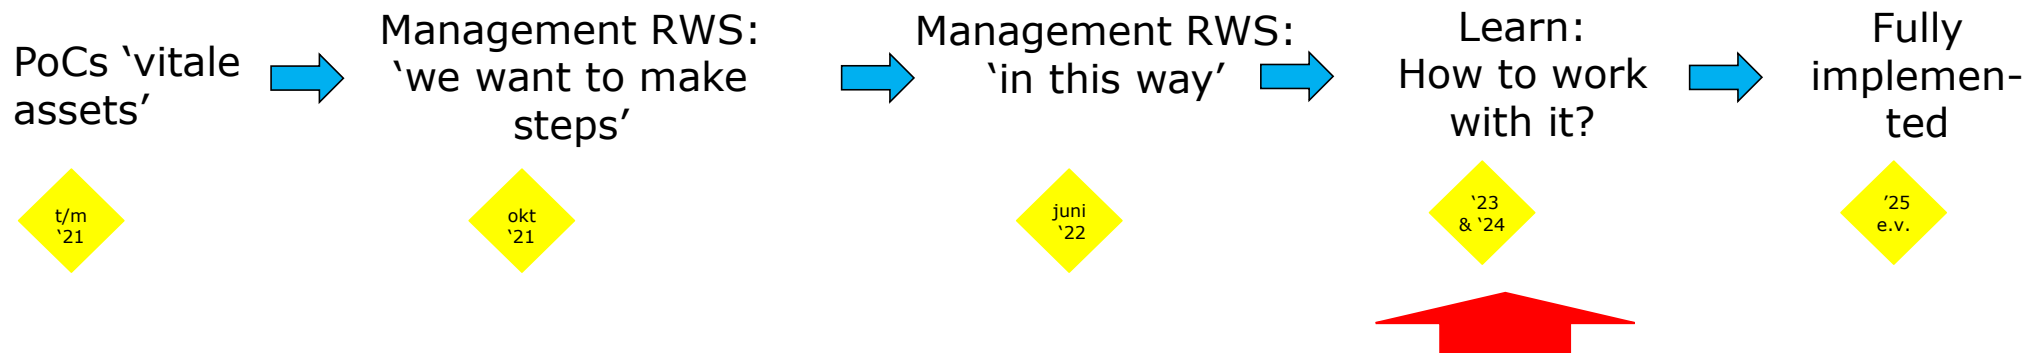 PoCs ‘vitale
assets’
Management RWS:
‘we want to make
steps’
Management RWS:
‘in this way’
Learn:
How to work
with it?
Fully
implemen-
ted
t/m
‘21
okt
‘21
juni
‘22
‘23
& ‘24
’25
e.v.